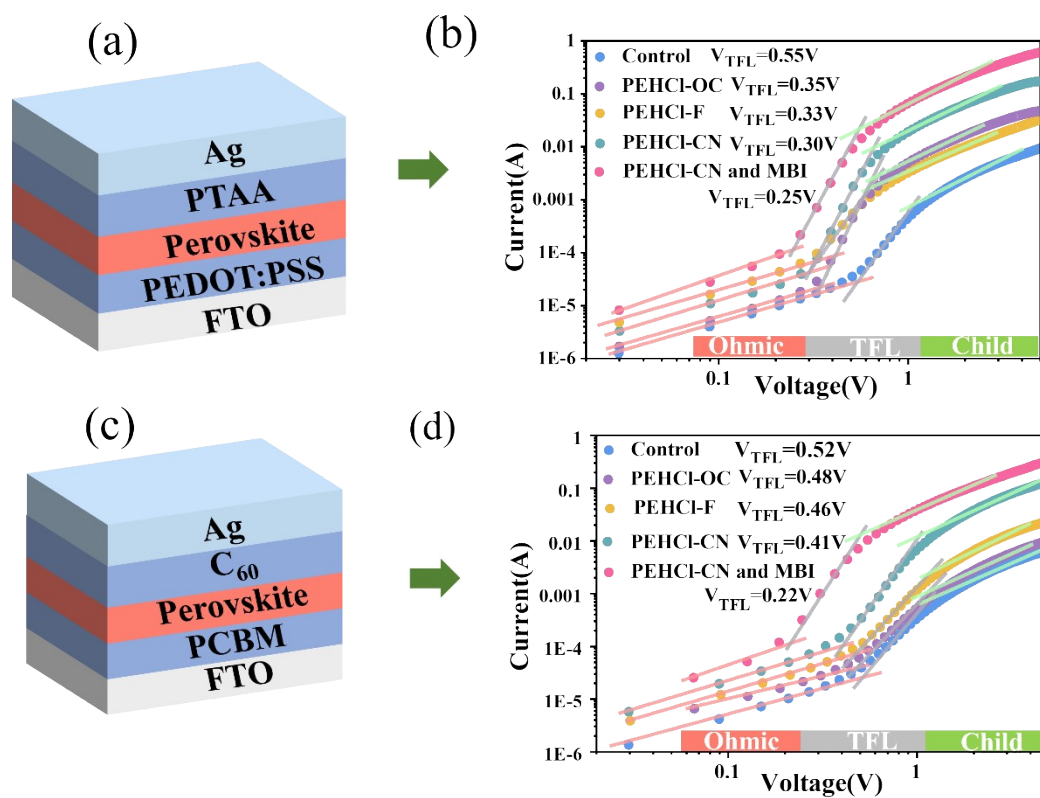 (a)
Ag
PTAA
Perovskite
PEDOT:PSS
FTO
(b)
Control V_TFL=0.55V
PEHCl-OC V_TFL=0.35V
PEHCl-F V_TFL=0.33V
PEHCl-CN V_TFL=0.30V
PEHCl-CN and MBI
V_TFL=0.25V
Current(A)
1
0.1
0.01
0.001
1E-4
1E-5
1E-6
Ohmic TFL Child
0.1 1
Voltage(V)
(c)
Ag
C₆₀
Perovskite
PCBM
FTO
(d)
Control V_TFL=0.52V
PEHCl-OC V_TFL=0.48V
PEHCl-F V_TFL=0.46V
PEHCl-CN V_TFL=0.41V
PEHCl-CN and MBI
V_TFL=0.22V
Current(A)
1
0.1
0.01
0.001
1E-4
1E-5
1E-6
Ohmic TFL Child
0.1 1
Voltage(V)